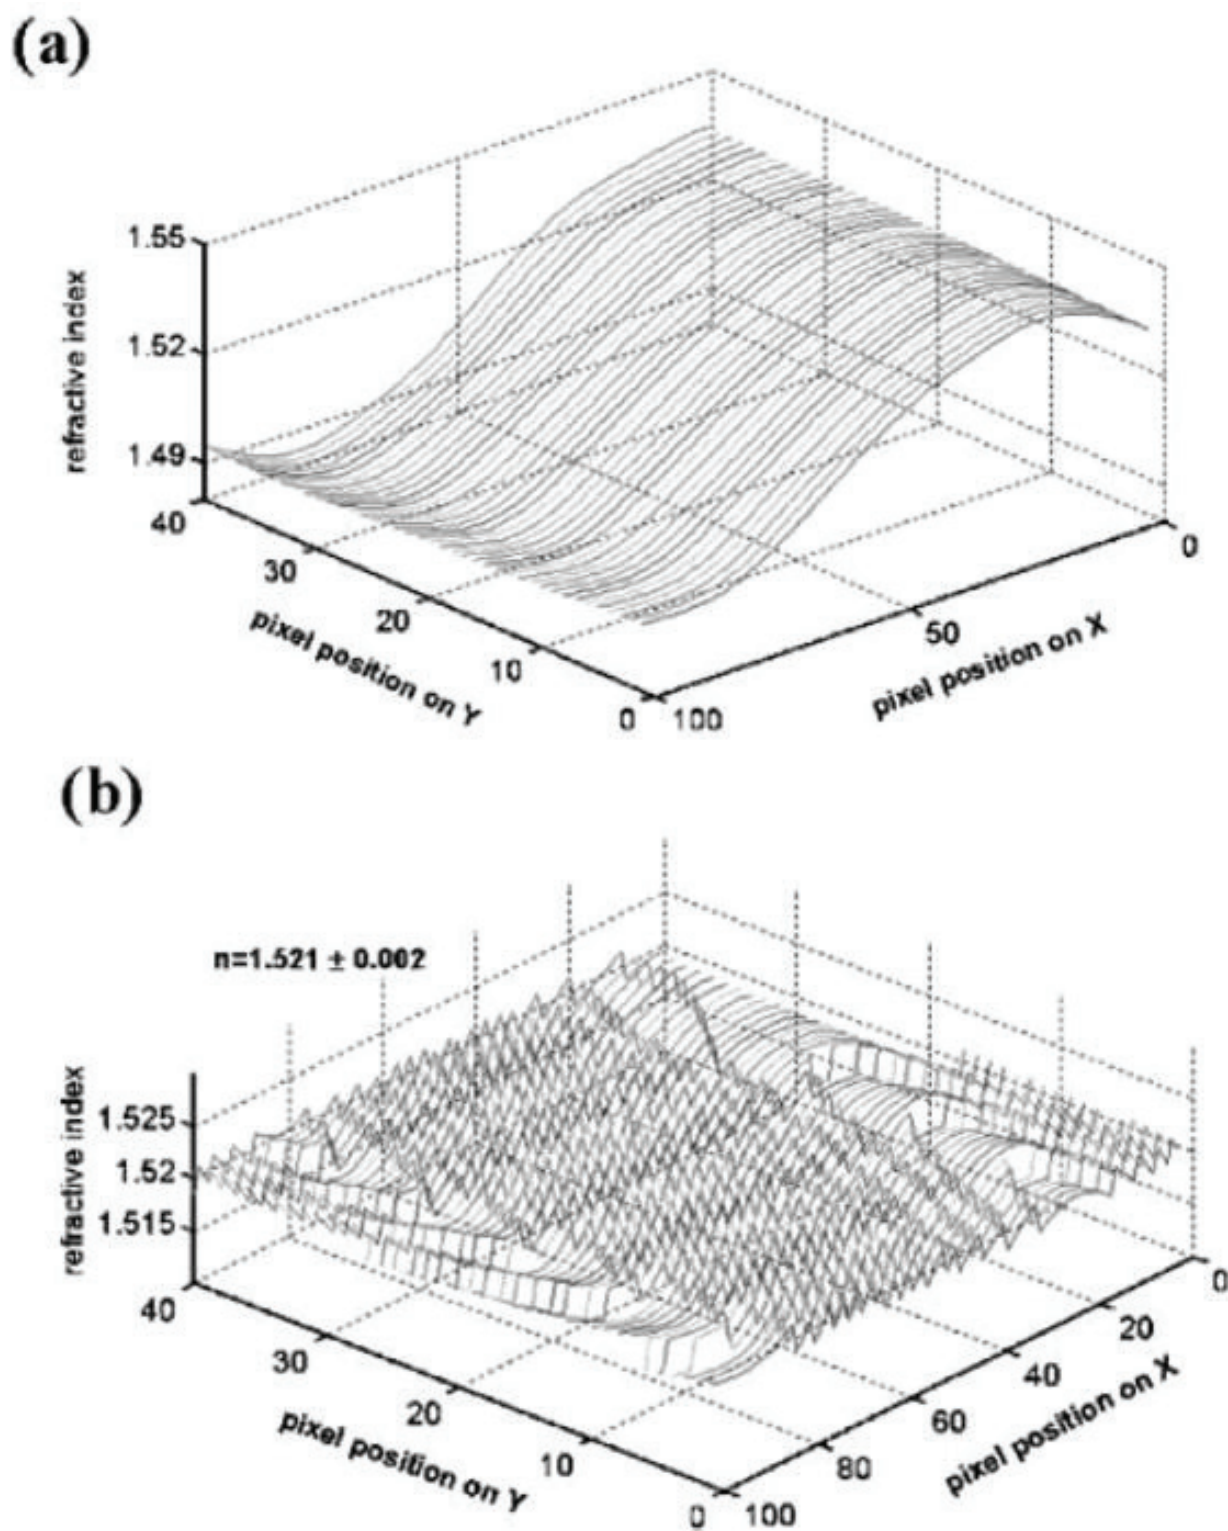 (a)
1.55
1.52
1.49
refractive index
40
30
20
10
0
pixel position on Y
100
50
0
pixel position on X
(b)
n=1.521 ± 0.002
1.525
1.52
1.515
refractive index
40
30
20
10
0
pixel position on Y
100
80
60
40
20
0
pixel position on X